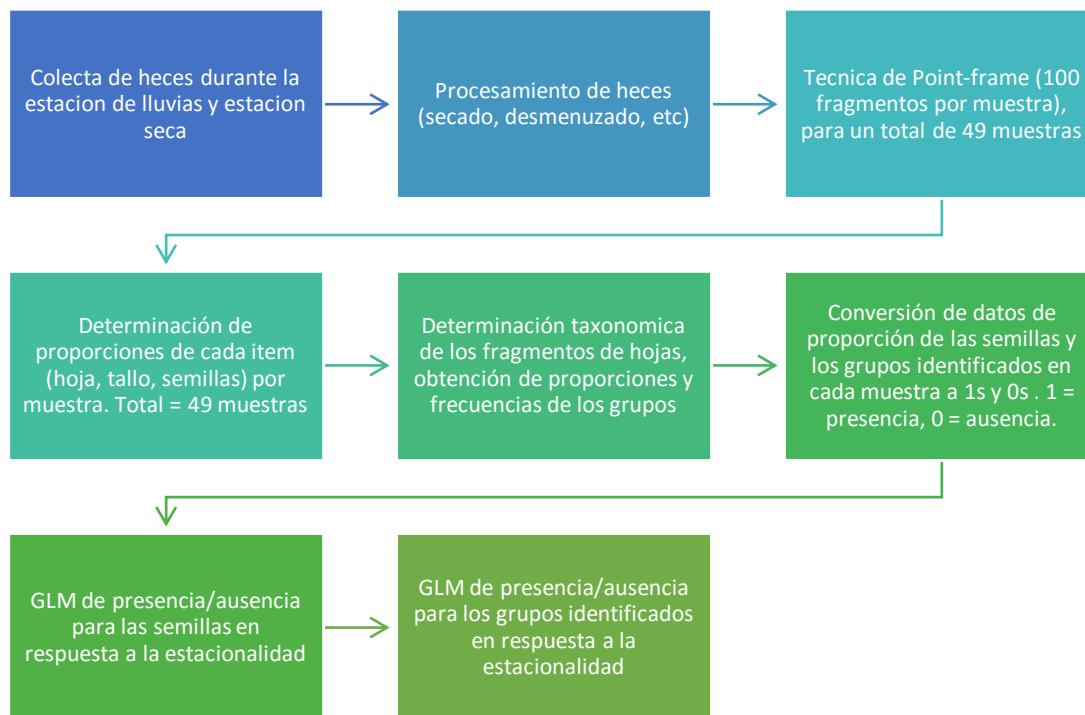 Colecta de heces durante la
estacion de lluvias y estacion
seca
Procesamiento de heces
(secado, desmenuzado, etc)
Tecnica de Point-frame (100
fragmentos por muestra),
para un total de 49 muestras
Determinación de
proporciones de cada item
(hoja, tallo, semillas) por
muestra. Total = 49 muestras
Determinación taxonomica
de los fragmentos de hojas,
obtención de proporciones y
frecuencias de los grupos
Conversión de datos de
proporción de las semillas y
los grupos identificados en
cada muestra a 1s y 0s . 1 =
presencia, 0 = ausencia.
GLM de presencia/ausencia
para las semillas en
respuesta a la estacionalidad
GLM de presencia/ausencia
para los grupos identificados
en respuesta a la
estacionalidad